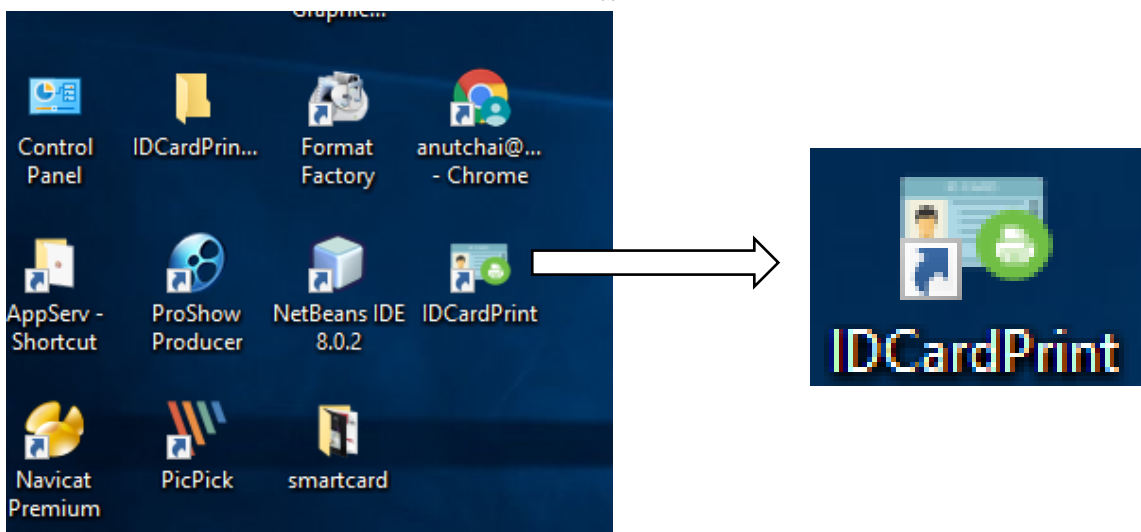 Graphic...
Control
Panel
IDCardPrin...
Format
Factory
anutchai@...
- Chrome
AppServ -
Shortcut
ProShow
Producer
NetBeans IDE
8.0.2
IDCardPrint
Navicat
Premium
PicPick
smartcard
IDCardPrint